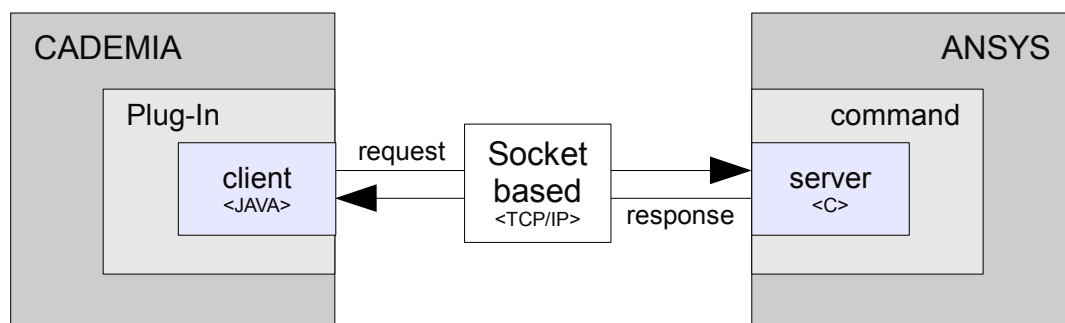 CADEMIA
Plug-In
client
<JAVA>
request
Socket
based
<TCP/IP>
response
ANSYS
command
server
<C>